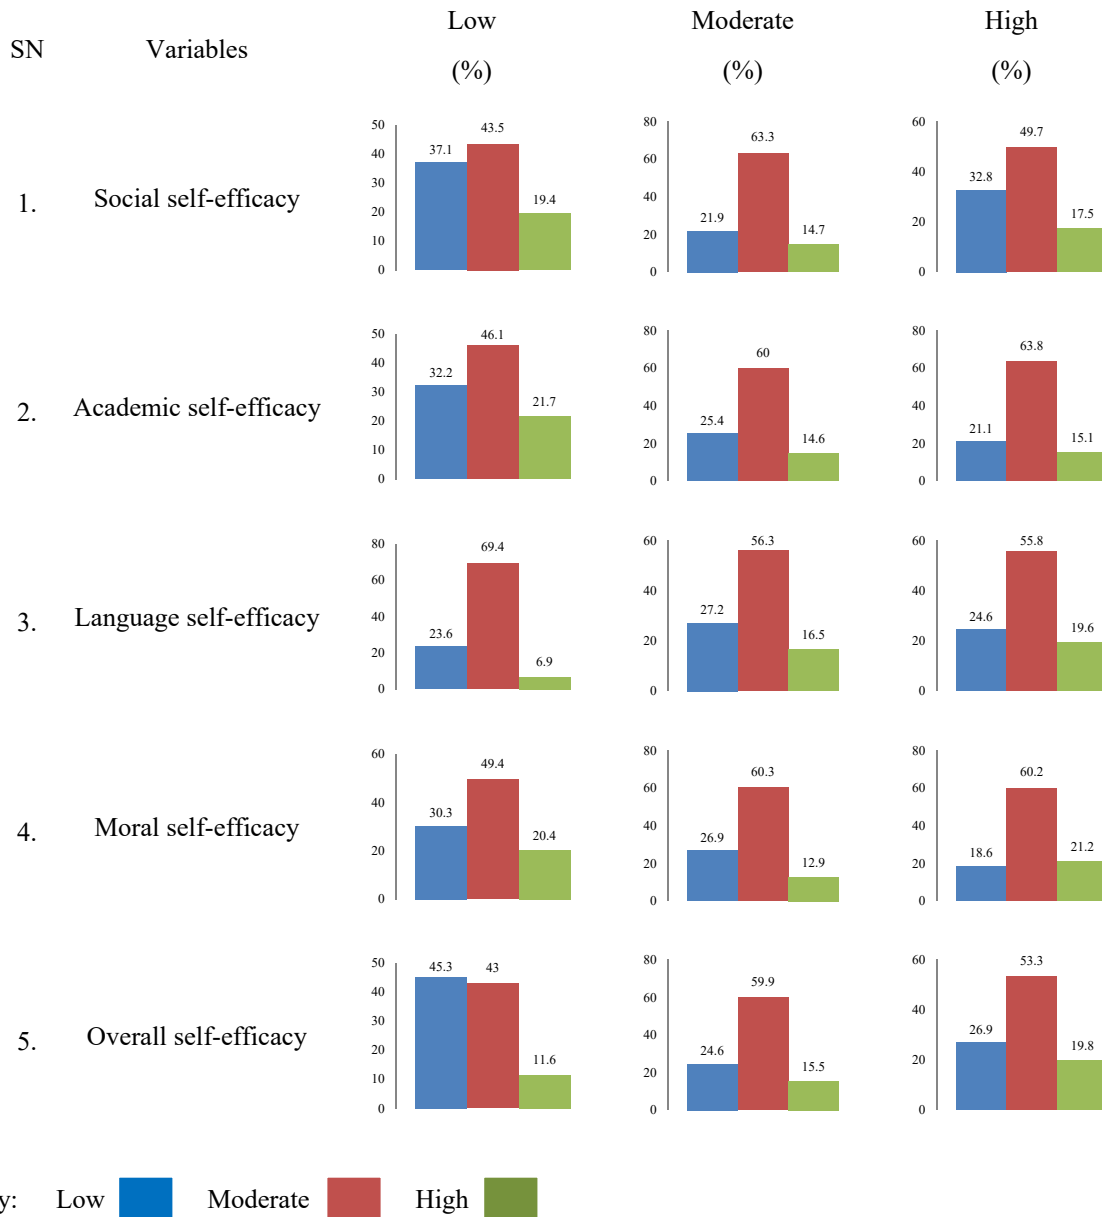 SN Variables Low (%) Moderate (%) High (%)
50 40 30 20 10 0 37.1 43.5 19.4
80 60 40 20 0 21.9 63.3 14.7
60 40 20 0 32.8 49.7 17.5
1. Social self-efficacy
50 40 30 20 10 0 32.2 46.1 21.7
80 60 40 20 0 25.4 60 14.6
80 60 40 20 0 21.1 63.8 15.1
2. Academic self-efficacy
80 60 40 20 0 23.6 69.4 6.9
60 40 20 0 27.2 56.3 16.5
60 40 20 0 24.6 55.8 19.6
3. Language self-efficacy
60 40 20 0 30.3 49.4 20.4
80 60 40 20 0 26.9 60.3 12.9
80 60 40 20 0 18.6 60.2 21.2
4. Moral self-efficacy
50 40 30 20 10 0 45.3 43 11.6
80 60 40 20 0 24.6 59.9 15.5
60 40 20 0 26.9 53.3 19.8
5. Overall self-efficacy
y: Low Moderate High